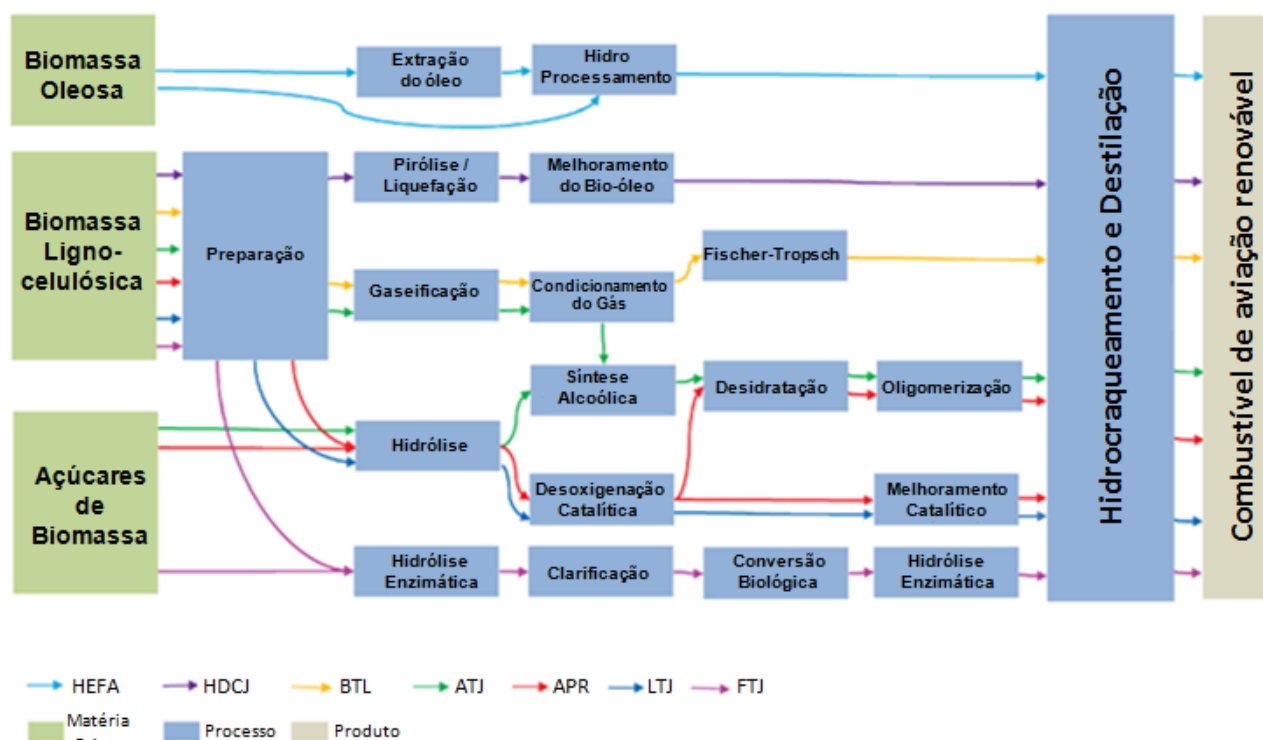 Biomassa
Oleosa
Extração
do óleo
Hidro
Processamento
Biomassa
Ligno-
celulósica
Preparação
Pirólise /
Liquefação
Melhoramento
do Bio-óleo
Gaseificação
Condicionamento
do Gás
Fischer-Tropsch
Síntese
Alcoólica
Desidratação
Oligomerização
Açúcares
de
Biomassa
Hidrólise
Desoxigenação
Catalítica
Melhoramento
Catalítico
Hidrólise
Enzimática
Clarificação
Conversão
Biológica
Hidrólise
Enzimática
Hidrocraqueamento e Destilação
Combustível de aviação renovável
HEFA
HDCJ
BTL
ATJ
APR
LTJ
FTJ
Matéria
Processo
Produto